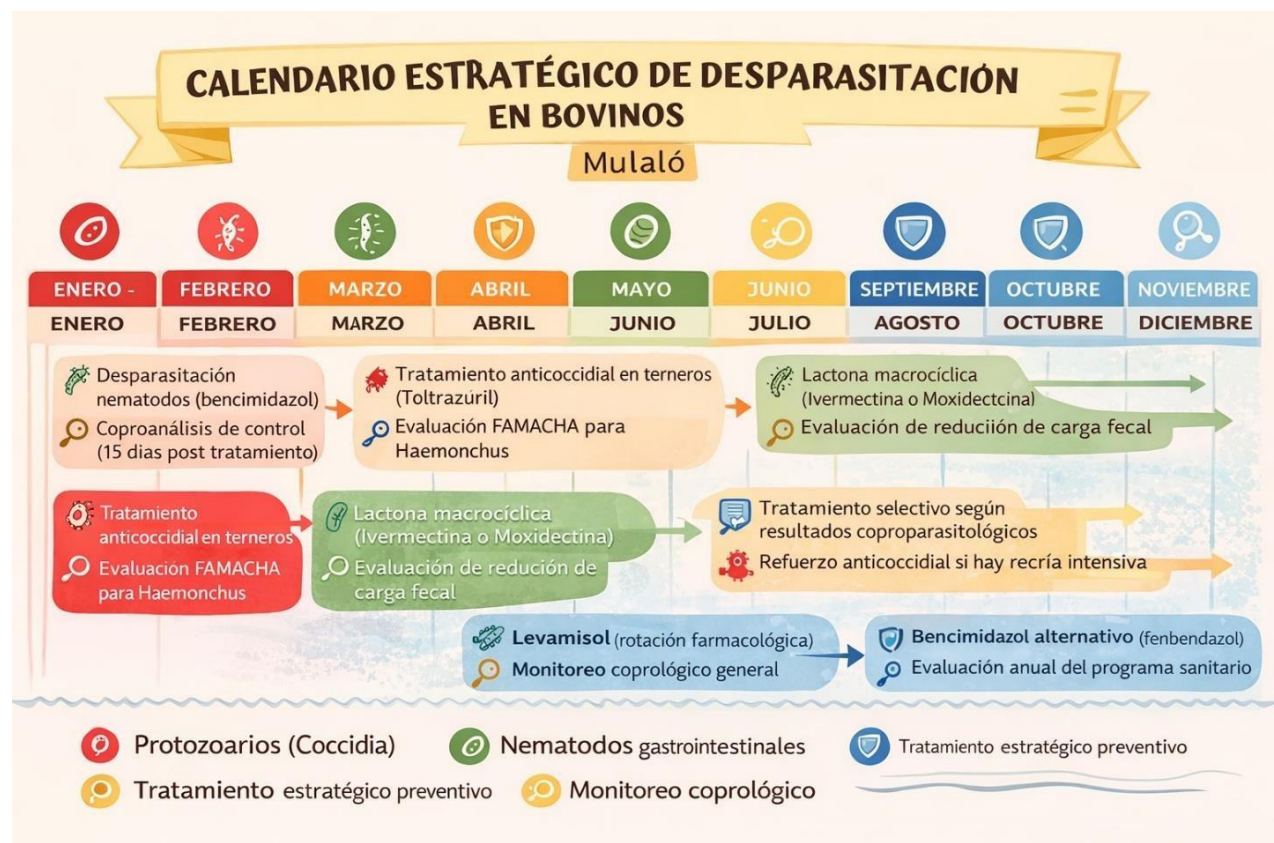 CALENDARIO ESTRATÉGICO DE DESPARASITACIÓN
EN BOVINOS
Mulaló
ENERO - FEBRERO MARZO ABRIL MAYO JUNIO SEPTIEMBRE OCTUBRE NOVIEMBRE
ENERO FEBRERO MARZO ABRIL JUNIO JULIO AGOSTO OCTUBRE DICIEMBRE
Desparasitación
nematodos (bencimidazol)
Coproanálisis de control
(15 dias post tratamiento)
Tratamiento anticoccidial en terneros
(Toltrazúril)
Evaluación FAMACHA para
Haemonchus
Lactona macrocíclica
(Ivermectina o Moxidectcina)
Evaluación de reduciión de carga fecal
Tratamiento
anticoccidial en terneros
Evaluación FAMACHA
para Haemonchus
Lactona macrocíclica
(Ivermectina o Moxidectina)
Evaluación de redución de
carga fecal
Tratamiento selectivo según
resultados coproparasitológicos
Refuerzo anticoccidial si hay recría intensiva
Levamisol (rotación farmacológica)
Monitoreo coprológico general
Bencimidazol alternativo (fenbendazol)
Evaluación anual del programa sanitario
Protozoarios (Coccidia)
Nematodos gastrointestinales
Tratamiento estratégico preventivo
Tratamiento estratégico preventivo
Monitoreo coprológico